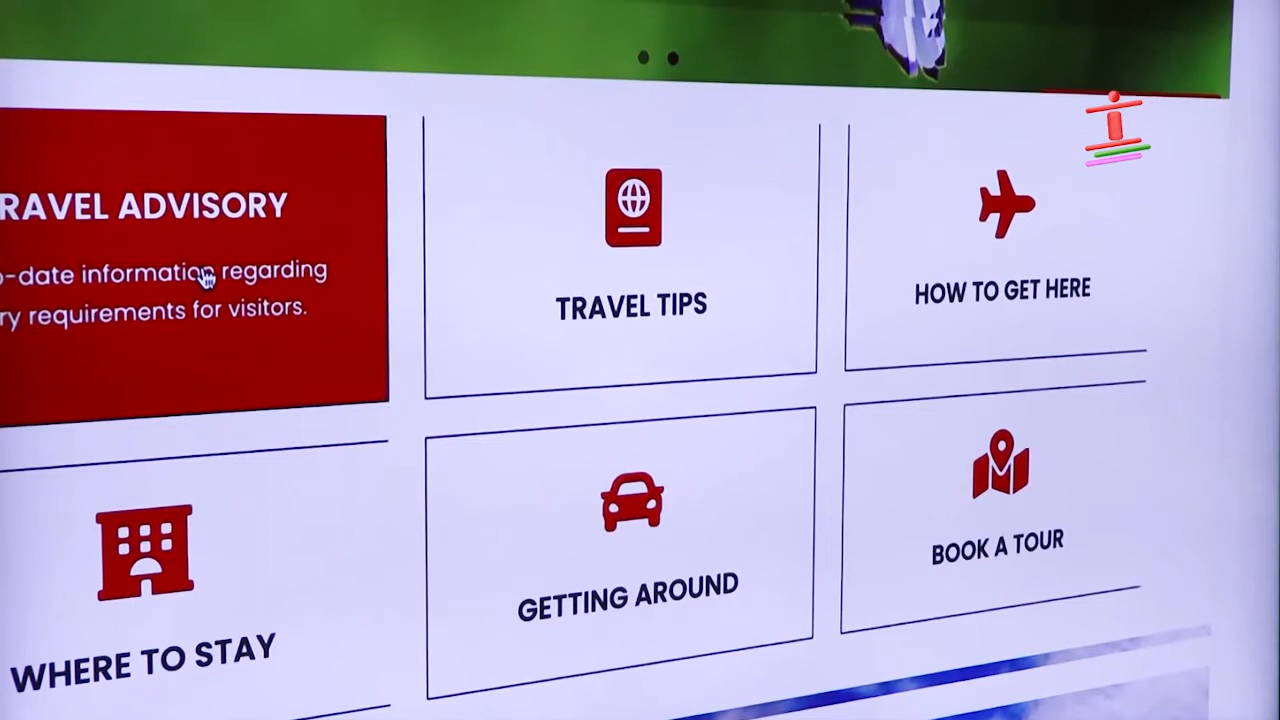 RAVEL ADVISORY
o-date information regarding
ry requirements for visitors.
TRAVEL TIPS
HOW TO GET HERE
WHERE TO STAY
GETTING AROUND
BOOK A TOUR